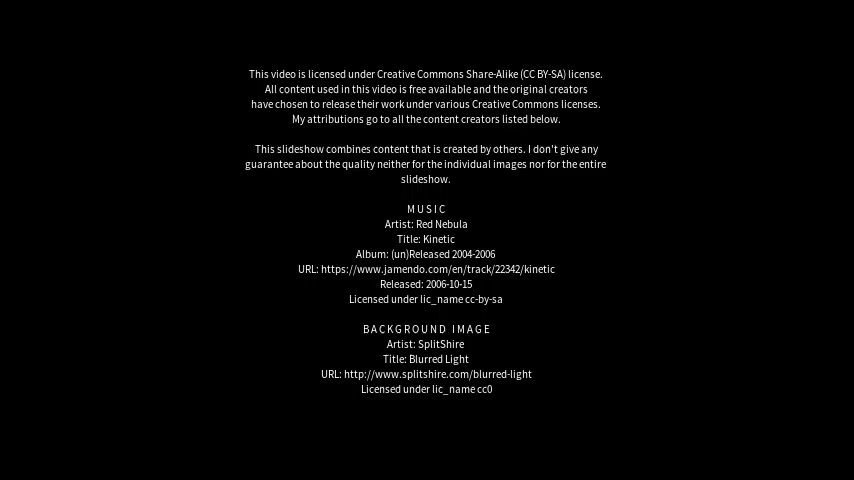 This video is licensed under Creative Commons Share-Alike (CC BY-SA) license.
All content used in this video is free available and the original creators
have chosen to release their work under various Creative Commons licenses.
My attributions go to all the content creators listed below.
This slideshow combines content that is created by others. I don't give any
guarantee about the quality neither for the individual images nor for the entire
slideshow.
MUSIC
Artist: Red Nebula
Title: Kinetic
Album: (un)Released 2004-2006
URL: https://www.jamendo.com/en/track/22342/kinetic
Released: 2006-10-15
Licensed under lic_name cc-by-sa
BACKGROUND IMAGE
Artist: SplitShire
Title: Blurred Light
URL: http://www.splitshire.com/blurred-light
Licensed under lic_name cc0